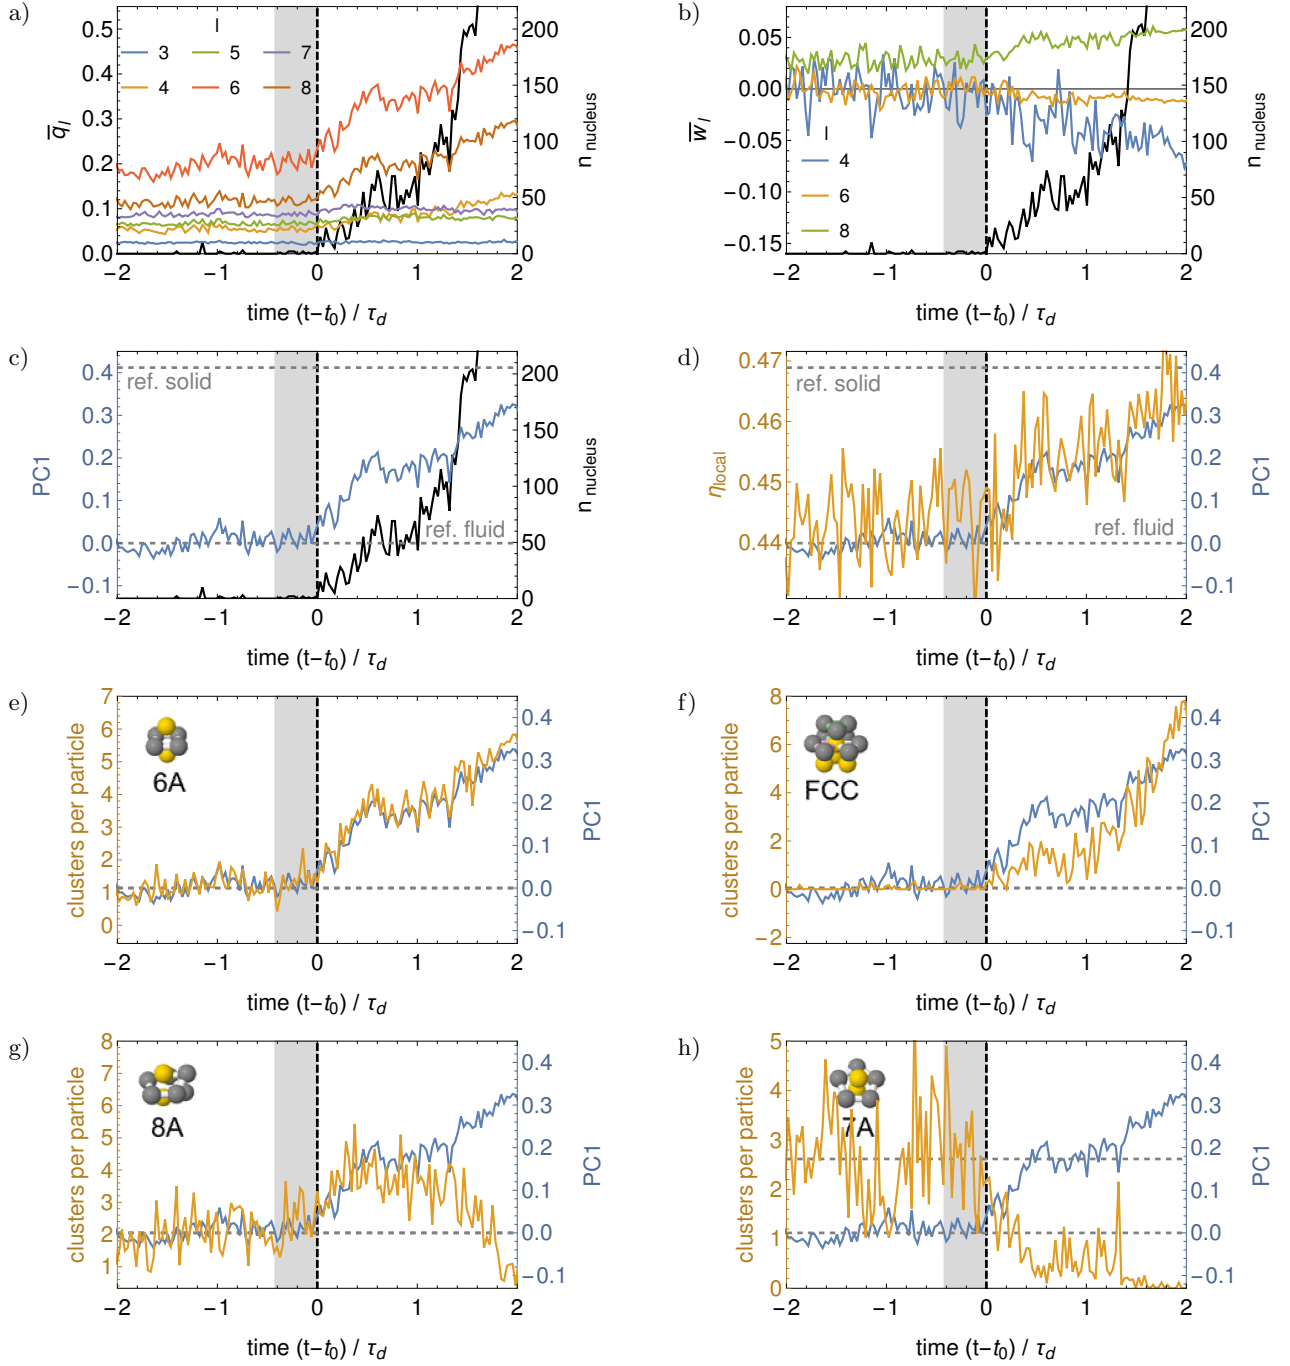 a)
0.5
0.4
0.3
0.2
0.1
0.0
q̅l
l
3 5 7
4 6 8
200
150
100
50
0
n nucleus
−2 −1 0 1 2
time (t−t0) / τd
b)
0.05
0.00
−0.05
−0.10
−0.15
w̅l
l
4
6
8
200
150
100
50
0
n nucleus
−2 −1 0 1 2
time (t−t0) / τd
c)
0.4
0.3
0.2
0.1
0.0
−0.1
PC1
ref. solid
ref. fluid
200
150
100
50
0
n nucleus
−2 −1 0 1 2
time (t−t0) / τd
d)
0.47
0.46
0.45
0.44
ηlocal
ref. solid
ref. fluid
0.4
0.3
0.2
0.1
0.0
−0.1
PC1
−2 −1 0 1 2
time (t−t0) / τd
e)
7
6
5
4
3
2
1
0
clusters per particle
6A
0.4
0.3
0.2
0.1
0.0
−0.1
PC1
−2 −1 0 1 2
time (t−t0) / τd
f)
8
6
4
2
0
−2
clusters per particle
FCC
0.4
0.3
0.2
0.1
0.0
−0.1
PC1
−2 −1 0 1 2
time (t−t0) / τd
g)
8
7
6
5
4
3
2
1
clusters per particle
8A
0.4
0.3
0.2
0.1
0.0
−0.1
PC1
−2 −1 0 1 2
time (t−t0) / τd
h)
5
4
3
2
1
0
clusters per particle
7A
0.4
0.3
0.2
0.1
0.0
−0.1
PC1
−2 −1 0 1 2
time (t−t0) / τd